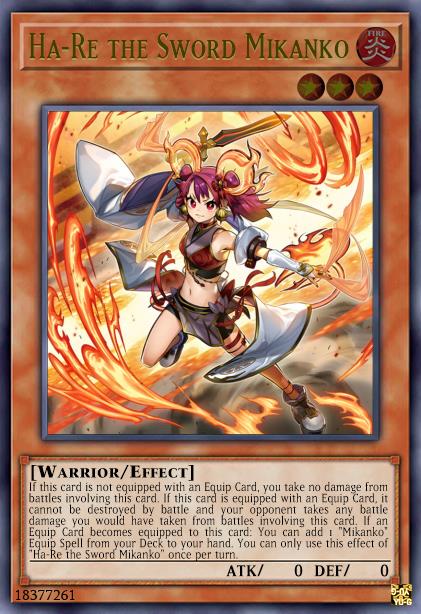 Ha-Re the Sword Mikanko
FIRE
炎
[Warrior/Effect]
If this card is not equipped with an Equip Card, you take no damage from
battles involving this card. If this card is equipped with an Equip Card, it
cannot be destroyed by battle and your opponent takes any battle
damage you would have taken from battles involving this card. If an
Equip Card becomes equipped to this card: You can add 1 "Mikanko"
Equip Spell from your Deck to your hand. You can only use this effect of
"Ha-Re the Sword Mikanko" once per turn.
ATK/ 0 DEF/ 0
18377261